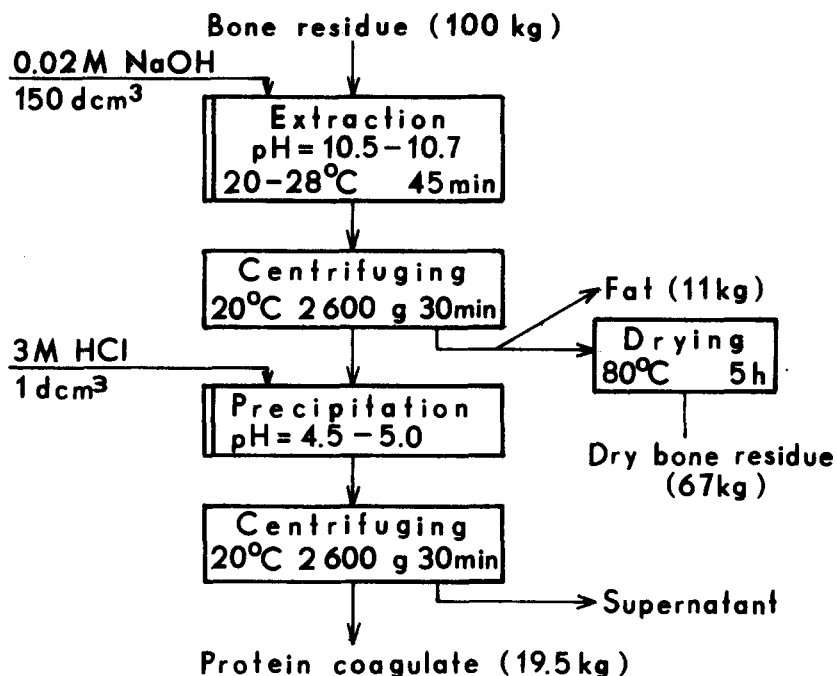 Bone residue (100 kg)
0.02M NaOH
150 dcm³
Extraction
pH = 10.5 – 10.7
20 – 28°C 45 min
Centrifuging
20°C 2 600 g 30min
Fat (11kg)
Drying
80°C 5h
3M HCl
1 dcm³
Precipitation
pH = 4.5 – 5.0
Dry bone residue
(67kg)
Centrifuging
20°C 2 600 g 30min
Supernatant
Protein coagulate (19.5 kg)